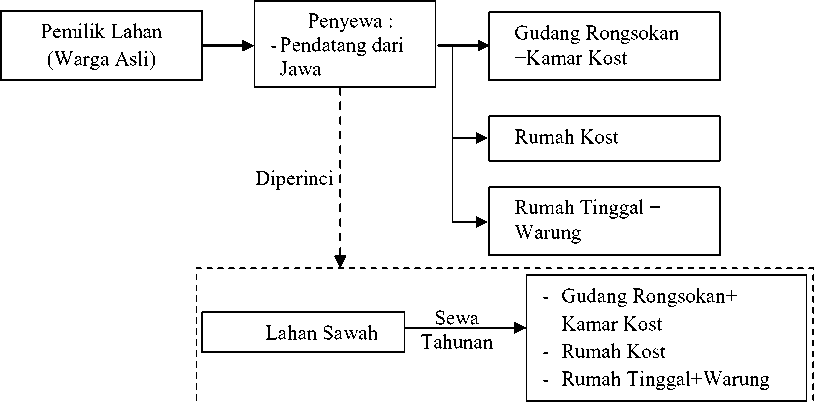 Pemilik Lahan
(Warga Asli)
Penyewa :
-Pendatang dari
Jawa
Gudang Rongsokan
−Kamar Kost
Rumah Kost
Rumah Tinggal −
Warung
Diperinci
Lahan Sawah
Sewa
Tahunan
- Gudang Rongsokan+
Kamar Kost
- Rumah Kost
- Rumah Tinggal+Warung